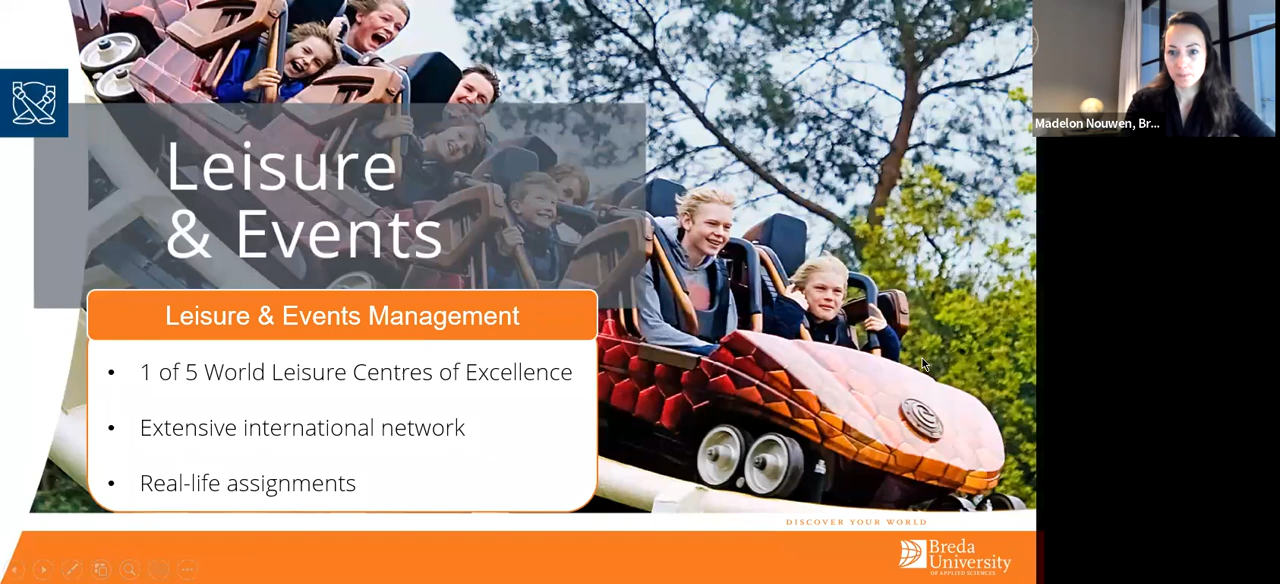 Leisure
& Events
Leisure & Events Management
• 1 of 5 World Leisure Centres of Excellence
• Extensive international network
• Real-life assignments
Madelon Nouwen, Br...
DISCOVER YOUR WORLD
Breda
University
OF APPLIED SCIENCES